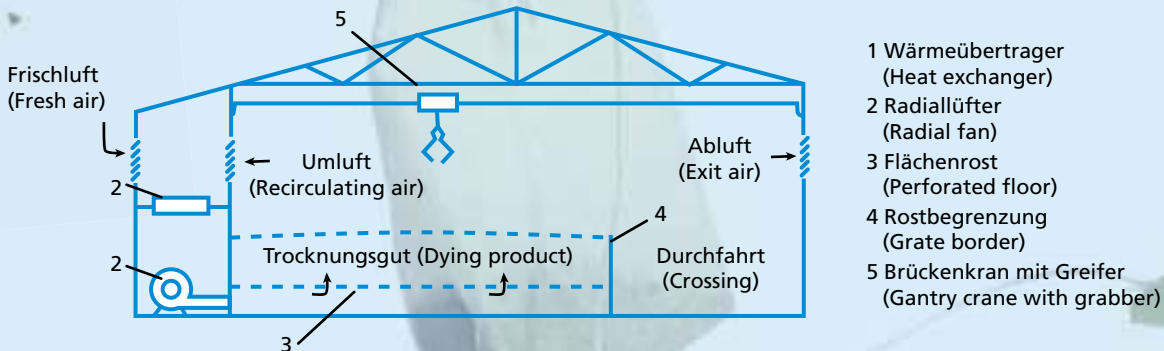 5
Frischluft
(Fresh air)
Umluft
(Recirculating air)
Abluft
(Exit air)
2
4
Trocknungsgut (Dying product)
Durchfahrt
(Crossing)
2
3
1 Wärmeübertrager
(Heat exchanger)
2 Radiallüfter
(Radial fan)
3 Flächenrost
(Perforated floor)
4 Rostbegrenzung
(Grate border)
5 Brückenkran mit Greifer
(Gantry crane with grabber)